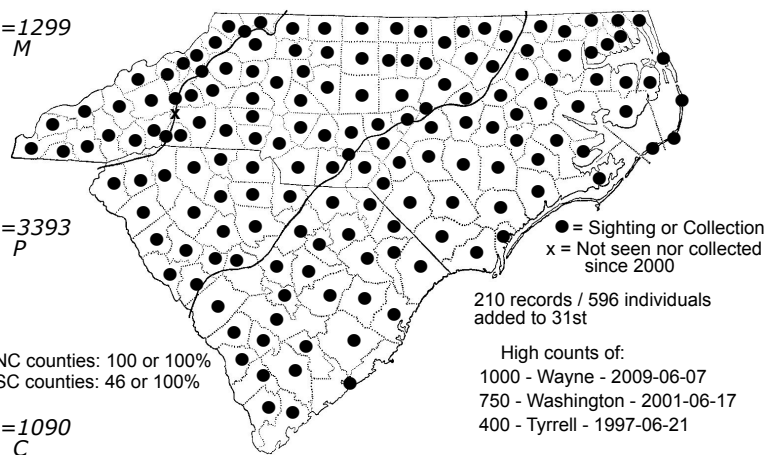 =1299
M
=3393
P
● = Sighting or Collection
x = Not seen nor collected
since 2000
x
210 records / 596 individuals
added to 31st
NC counties: 100 or 100%
SC counties: 46 or 100%
High counts of:
1000 - Wayne - 2009-06-07
750 - Washington - 2001-06-17
400 - Tyrrell - 1997-06-21
=1090
C